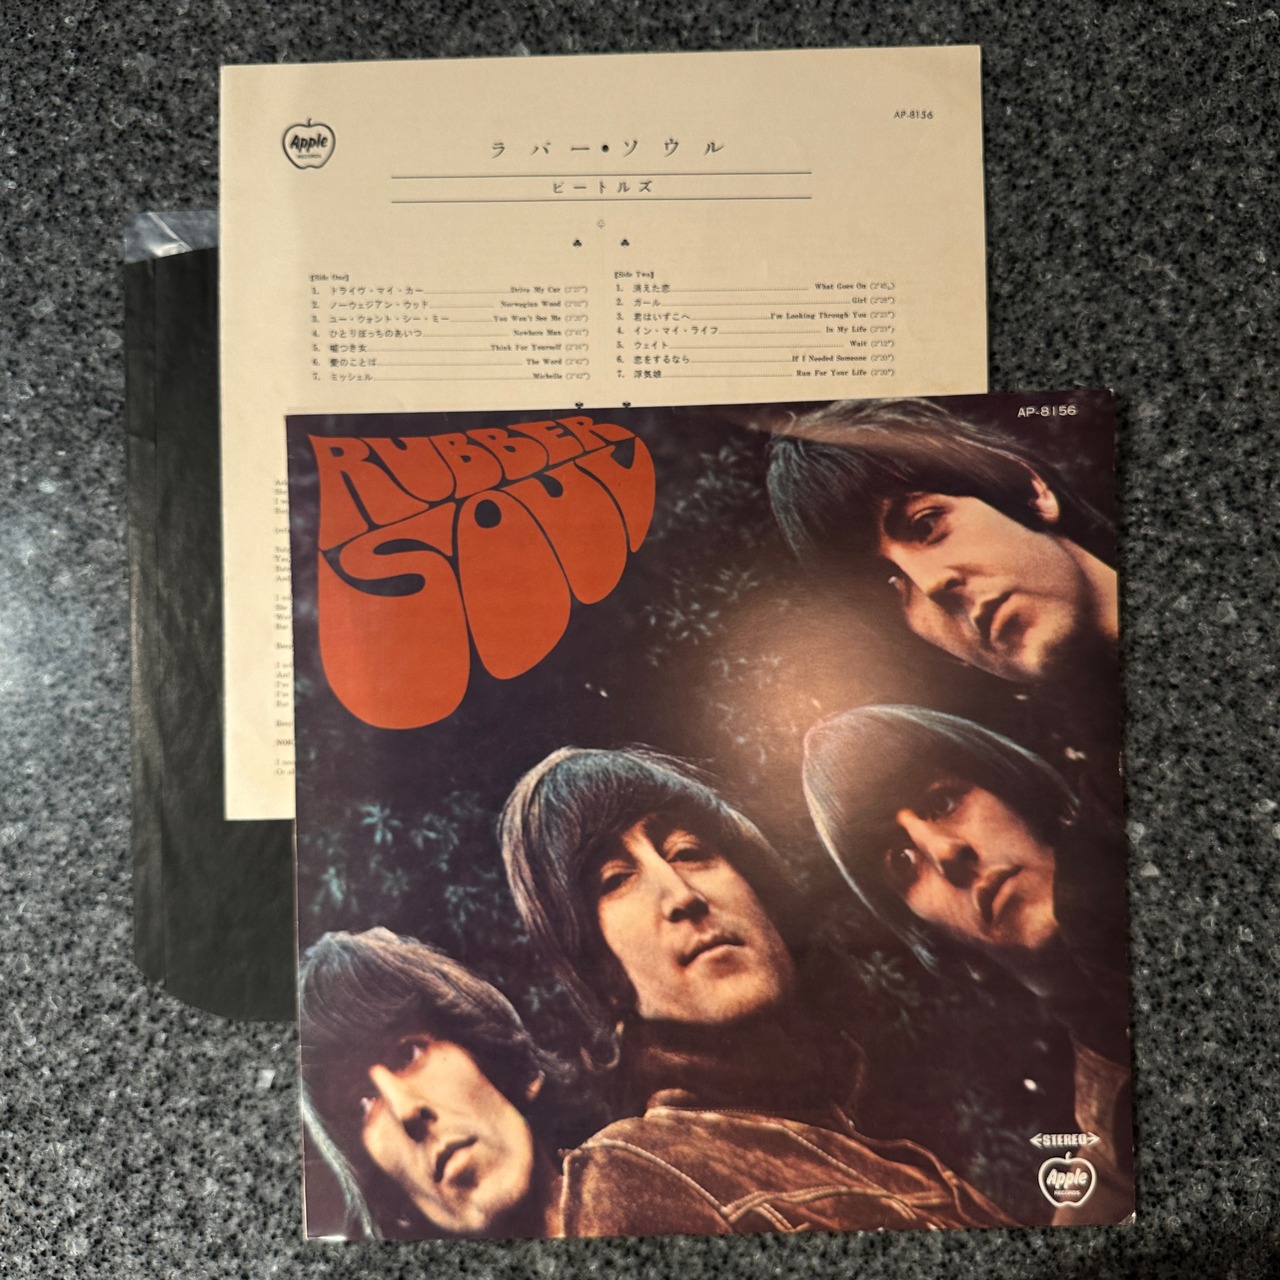 Apple
RECORDS
AP-8156
ラバー・ソウル
ビートルズ
〚Side One〛
1. ドライヴ・マイ・カー Drive My Car (2'27")
2. ノーウェジアン・ウッド Norwegian Wood
3. ユー・ウォント・シー・ミー You Won't See Me (3'20")
4. ひとりぼっちのあいつ Nowhere Man (2'41")
5. 嘘つき女 Think For Yourself (2'16")
6. 愛のことば The Word (2'42")
7. ミッシェル Michelle (2'42")
〚Side Two〛
1. 消えた恋 What Goes On
2. ガール Girl (2'28")
3. 君はいずこへ I'm Looking Through You (2'23")
4. イン・マイ・ライフ In My Life (2'23")
5. ウェイト Wait (2'12")
6. 恋をするなら If I Needed Someone (2'20")
7. 浮気娘 Run For Your Life (2'20")
AP-8156
RUBBER
SOUL
STEREO
Apple
RECORDS